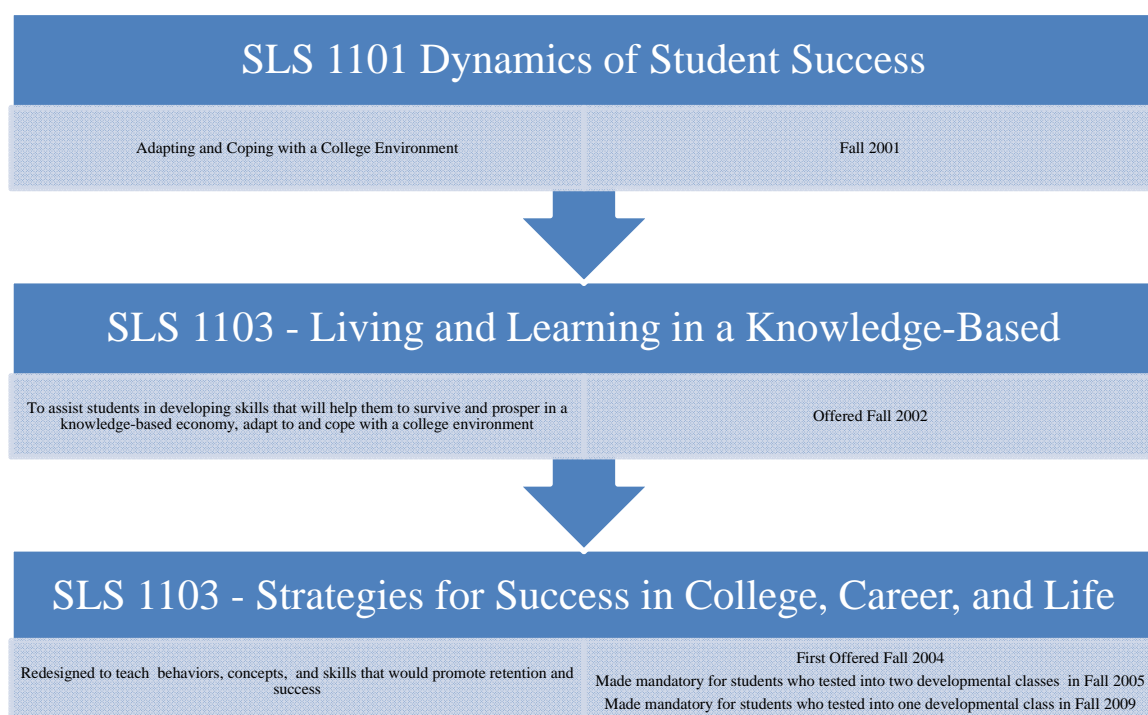 SLS 1101 Dynamics of Student Success
Adapting and Coping with a College Environment
Fall 2001
SLS 1103 - Living and Learning in a Knowledge-Based
To assist students in developing skills that will help them to survive and prosper in a
knowledge-based economy, adapt to and cope with a college environment
Offered Fall 2002
SLS 1103 - Strategies for Success in College, Career, and Life
Redesigned to teach behaviors, concepts, and skills that would promote retention and
success
First Offered Fall 2004
Made mandatory for students who tested into two developmental classes in Fall 2005
Made mandatory for students who tested into one developmental class in Fall 2009